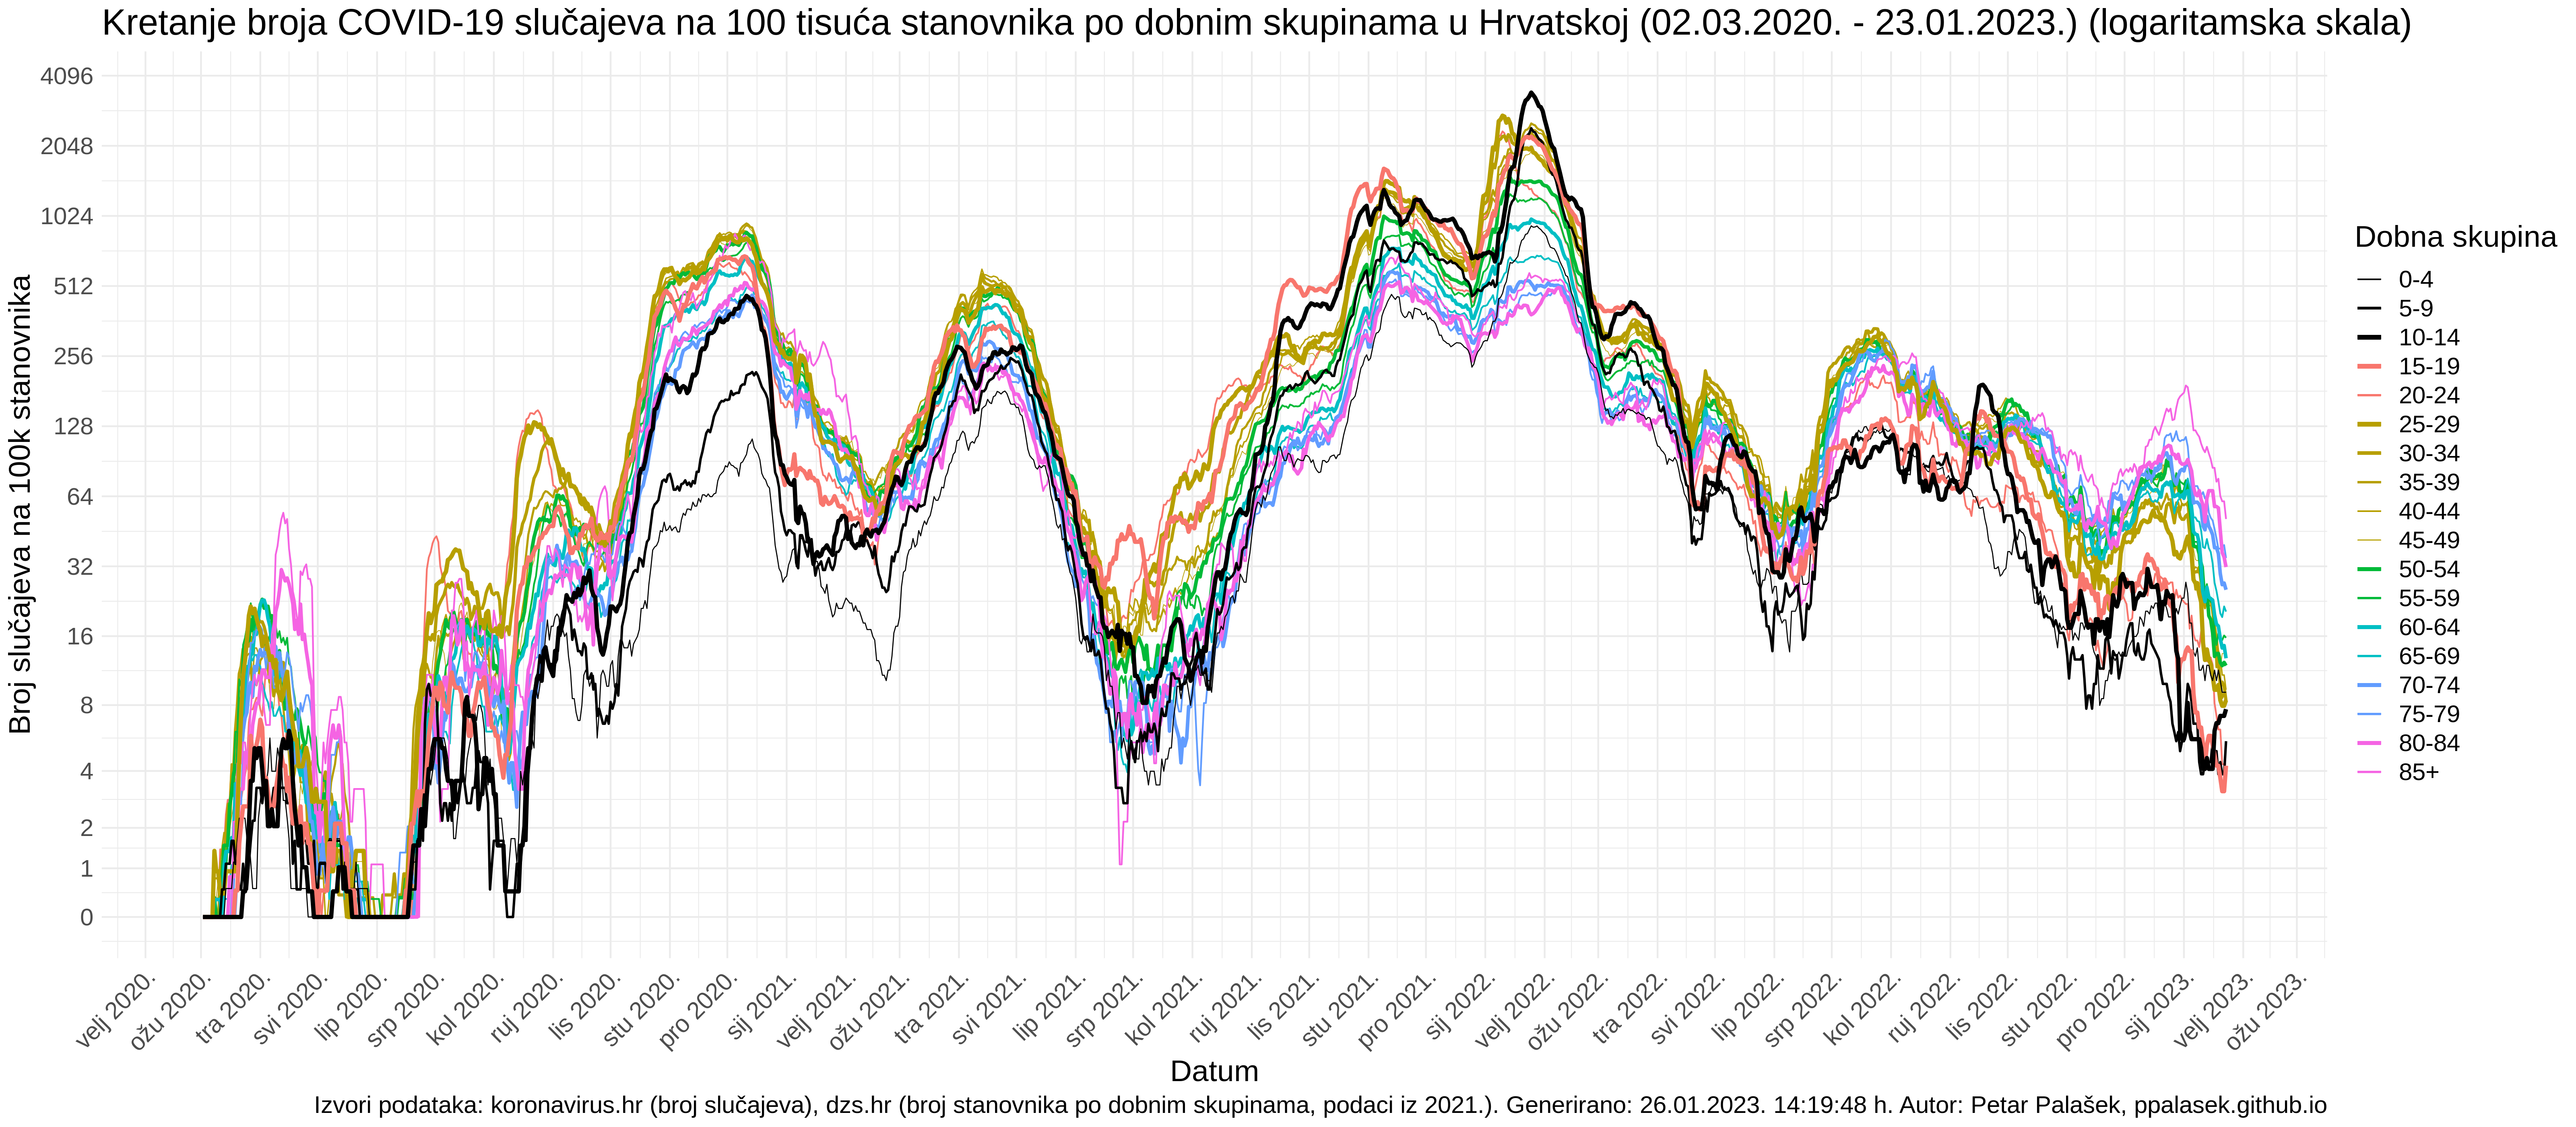 Kretanje broja COVID-19 slučajeva na 100 tisuća stanovnika po dobnim skupinama u Hrvatskoj (02.03.2020. - 23.01.2023.) (logaritamska skala)
Broj slučajeva na 100k stanovnika
4096
2048
1024
512
256
128
64
32
16
8
4
2
1
0
velj 2020.
ožu 2020.
tra 2020.
svi 2020.
lip 2020.
srp 2020.
kol 2020.
ruj 2020.
lis 2020.
stu 2020.
pro 2020.
sij 2021.
velj 2021.
ožu 2021.
tra 2021.
svi 2021.
lip 2021.
srp 2021.
kol 2021.
ruj 2021.
lis 2021.
stu 2021.
pro 2021.
sij 2022.
velj 2022.
ožu 2022.
tra 2022.
svi 2022.
lip 2022.
srp 2022.
kol 2022.
ruj 2022.
lis 2022.
stu 2022.
pro 2022.
sij 2023.
velj 2023.
ožu 2023.
Datum
Dobna skupina
0-4
5-9
10-14
15-19
20-24
25-29
30-34
35-39
40-44
45-49
50-54
55-59
60-64
65-69
70-74
75-79
80-84
85+
Izvori podataka: koronavirus.hr (broj slučajeva), dzs.hr (broj stanovnika po dobnim skupinama, podaci iz 2021.). Generirano: 26.01.2023. 14:19:48 h. Autor: Petar Palašek, ppalasek.github.io